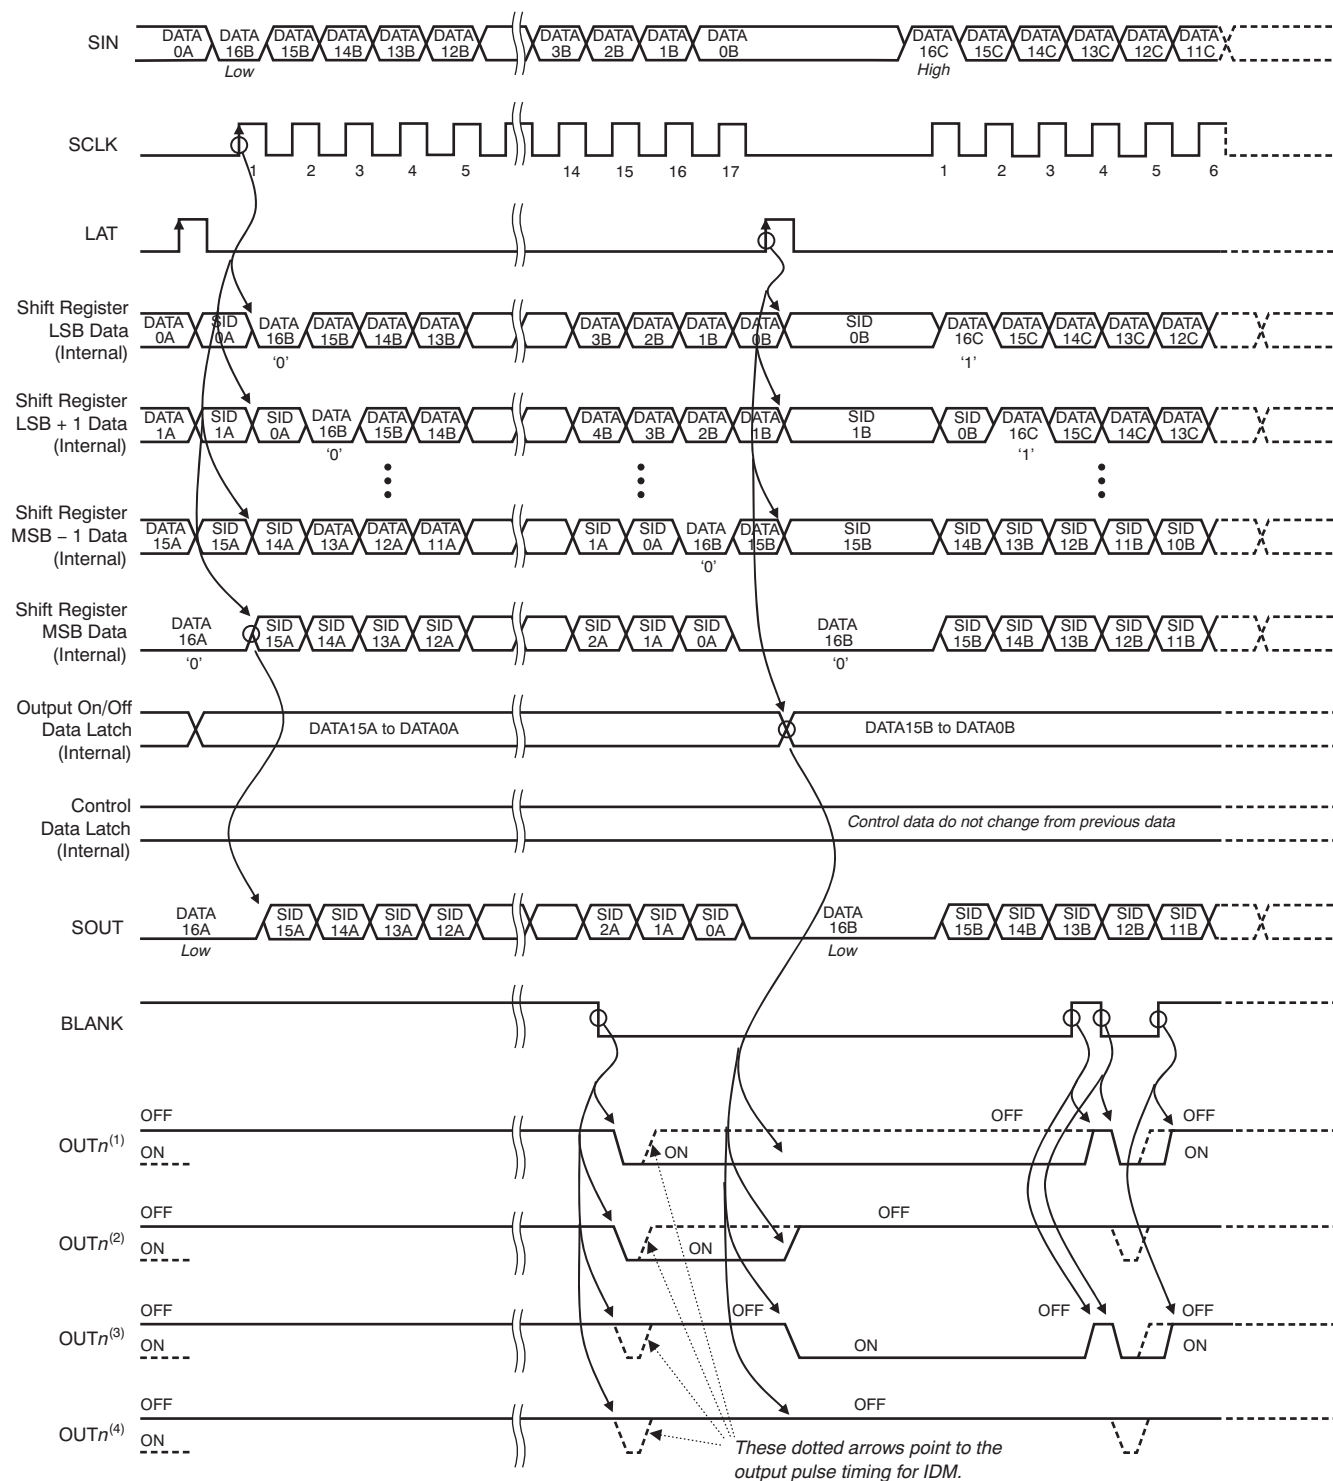 SIN
DATA 0A
DATA 16B
DATA 15B
DATA 14B
DATA 13B
DATA 12B
DATA 3B
DATA 2B
DATA 1B
DATA 0B
DATA 16C
DATA 15C
DATA 14C
DATA 13C
DATA 12C
DATA 11C
Low
High
SCLK
1 2 3 4 5 14 15 16 17 1 2 3 4 5 6
LAT
Shift Register
LSB Data
(Internal)
DATA 0A
SID 0A
DATA 16B
DATA 15B
DATA 14B
DATA 13B
DATA 3B
DATA 2B
DATA 1B
DATA 0B
SID 0B
DATA 16C
DATA 15C
DATA 14C
DATA 13C
DATA 12C
‘0’
‘1’
Shift Register
LSB + 1 Data
(Internal)
DATA 1A
SID 1A
SID 0A
DATA 16B
DATA 15B
DATA 14B
DATA 4B
DATA 3B
DATA 2B
DATA 1B
SID 1B
SID 0B
DATA 16C
DATA 15C
DATA 14C
DATA 13C
‘0’
‘1’
Shift Register
MSB − 1 Data
(Internal)
DATA 15A
SID 15A
SID 14A
DATA 13A
DATA 12A
DATA 11A
SID 1A
SID 0A
DATA 16B
DATA 15B
SID 15B
SID 14B
SID 13B
SID 12B
SID 11B
SID 10B
‘0’
Shift Register
MSB Data
(Internal)
DATA 16A
SID 15A
SID 14A
SID 13A
SID 12A
SID 2A
SID 1A
SID 0A
DATA 16B
SID 15B
SID 14B
SID 13B
SID 12B
SID 11B
‘0’
‘0’
Output On/Off
Data Latch
(Internal)
DATA15A to DATA0A
DATA15B to DATA0B
Control
Data Latch
(Internal)
Control data do not change from previous data
SOUT
DATA 16A
SID 15A
SID 14A
SID 13A
SID 12A
SID 2A
SID 1A
SID 0A
DATA 16B
SID 15B
SID 14B
SID 13B
SID 12B
SID 11B
Low
Low
BLANK
OFF
OFF
OFF
OUTn(1)
ON
ON
ON
OFF
OFF
OUTn(2)
ON
ON
OFF
OFF
OFF
OFF
OUTn(3)
ON
ON
ON
OFF
OFF
OUTn(4)
ON
These dotted arrows point to the
output pulse timing for IDM.